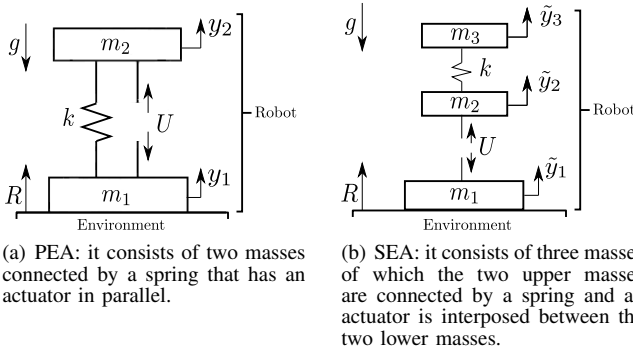 g
m₂
y₂
k
U
Robot
R
m₁
y₁
Environment
(a) PEA: it consists of two masses
connected by a spring that has an
actuator in parallel.
g
m₃
ỹ₃
k
m₂
ỹ₂
U
Robot
R
m₁
ỹ₁
Environment
(b) SEA: it consists of three masse
of which the two upper masse
are connected by a spring and a
actuator is interposed between th
two lower masses.